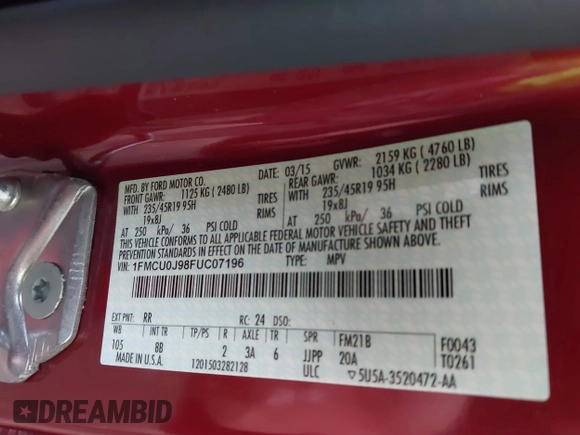 MFD. BY FORD MOTOR CO.
DATE: 03/15 GVWR: 2159 KG ( 4760 LB)
FRONT GAWR: 1125 KG ( 2480 LB)
REAR GAWR: 1034 KG ( 2280 LB)
WITH 235/45R19 95H TIRES
WITH 235/45R19 95H TIRES
19x8J RIMS
19x8J RIMS
AT 250 kPa/ 36 PSI COLD
AT 250 kPa/ 36 PSI COLD
THIS VEHICLE CONFORMS TO ALL APPLICABLE FEDERAL MOTOR VEHICLE SAFETY, BUMPER, AND THEFT PREVENTION STANDARDS IN EFFECT ON THE DATE OF MANUFACTURE SHOWN ABOVE.
VIN: 1FMCU0J98FUC07196 TYPE: MPV
EXT PNT: RR RC: 24 DSO:
WB INT TR TP/PS R AXLE TR SPR FM21B F0043
105 8B 2 3A 6 JJPP 20A T0261
MADE IN U.S.A. 1201503282128 ULC ▽5U5A-3520472-AA
DREAMBID